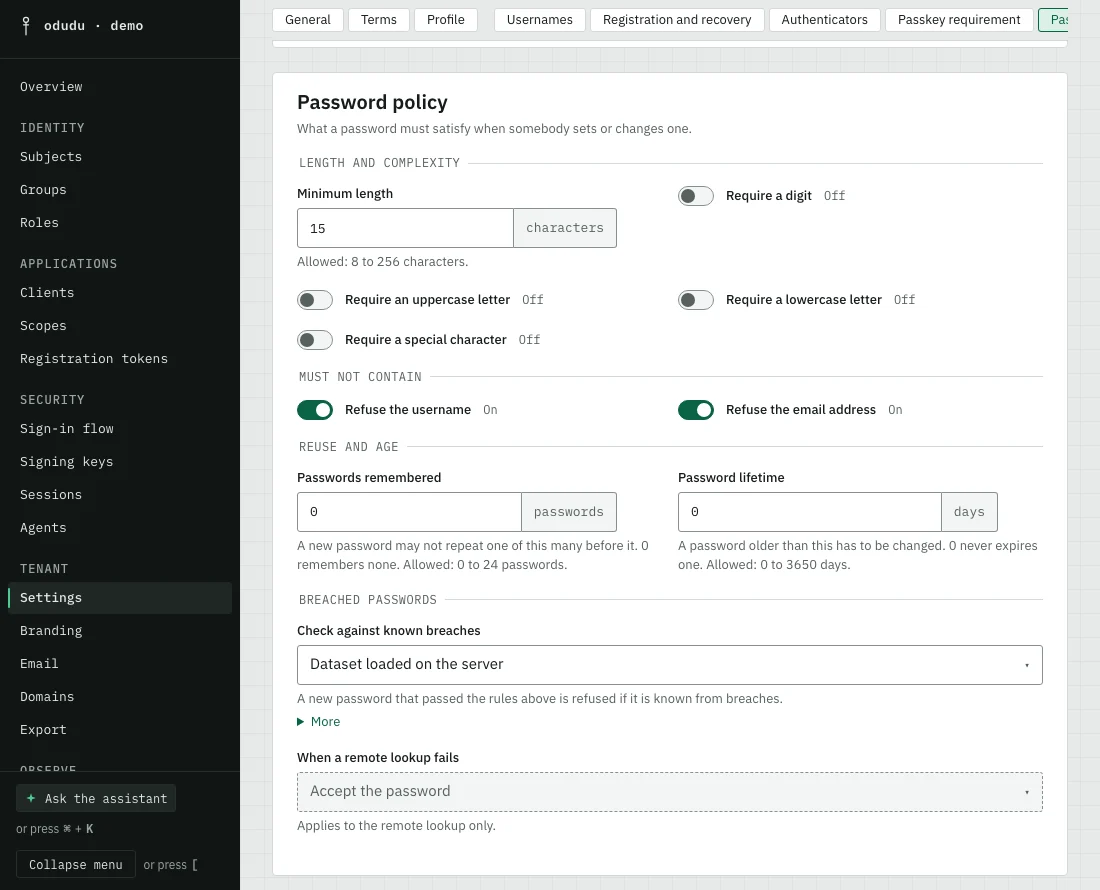 odudu · demo
Overview
IDENTITY
Subjects
Groups
Roles
APPLICATIONS
Clients
Scopes
Registration tokens
SECURITY
Sign-in flow
Signing keys
Sessions
Agents
TENANT
Settings
Branding
Email
Domains
Export
OBSERVE
Ask the assistant
or press ⌘ + K
Collapse menu or press [
General Terms Profile Usernames Registration and recovery Authenticators Passkey requirement Pas
Password policy
What a password must satisfy when somebody sets or changes one.
LENGTH AND COMPLEXITY
Minimum length
15 characters
Allowed: 8 to 256 characters.
Require a digit Off
Require an uppercase letter Off
Require a lowercase letter Off
Require a special character Off
MUST NOT CONTAIN
Refuse the username On
Refuse the email address On
REUSE AND AGE
Passwords remembered
0 passwords
A new password may not repeat one of this many before it. 0
remembers none. Allowed: 0 to 24 passwords.
Password lifetime
0 days
A password older than this has to be changed. 0 never expires
one. Allowed: 0 to 3650 days.
BREACHED PASSWORDS
Check against known breaches
Dataset loaded on the server
A new password that passed the rules above is refused if it is known from breaches.
More
When a remote lookup fails
Accept the password
Applies to the remote lookup only.